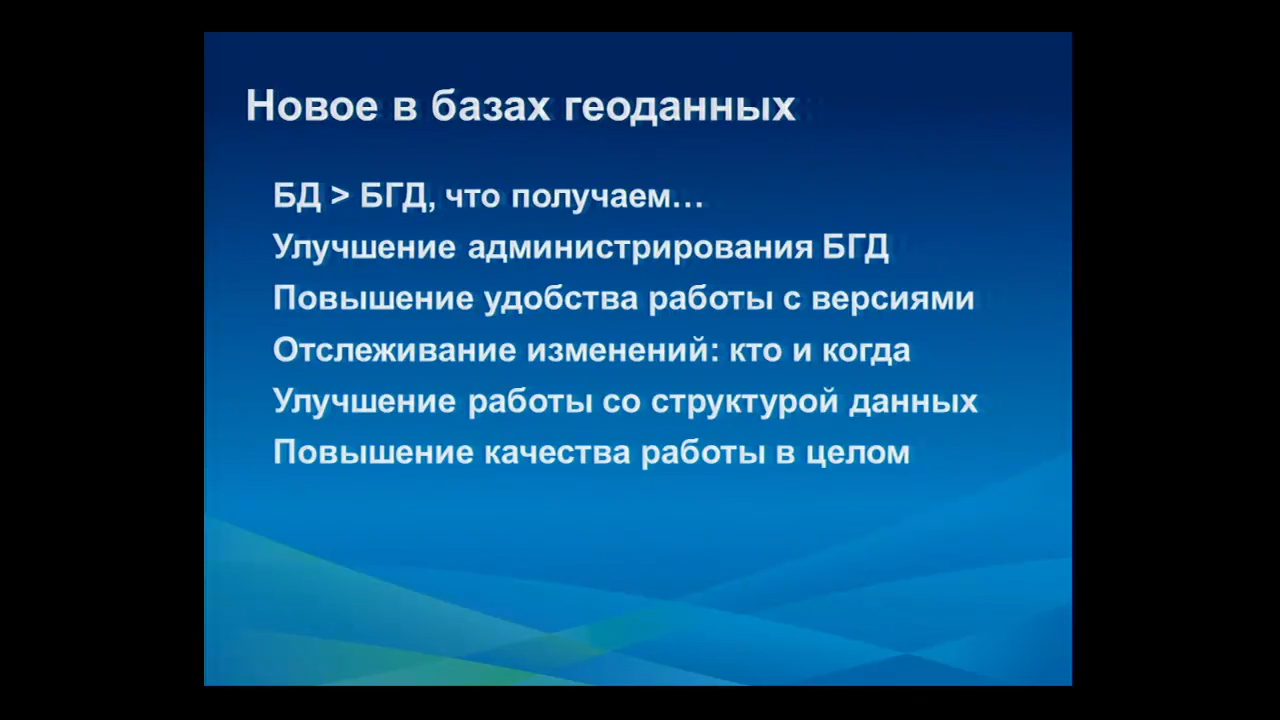 Новое в базах геоданных
БД > БГД, что получаем…
Улучшение администрирования БГД
Повышение удобства работы с версиями
Отслеживание изменений: кто и когда
Улучшение работы со структурой данных
Повышение качества работы в целом